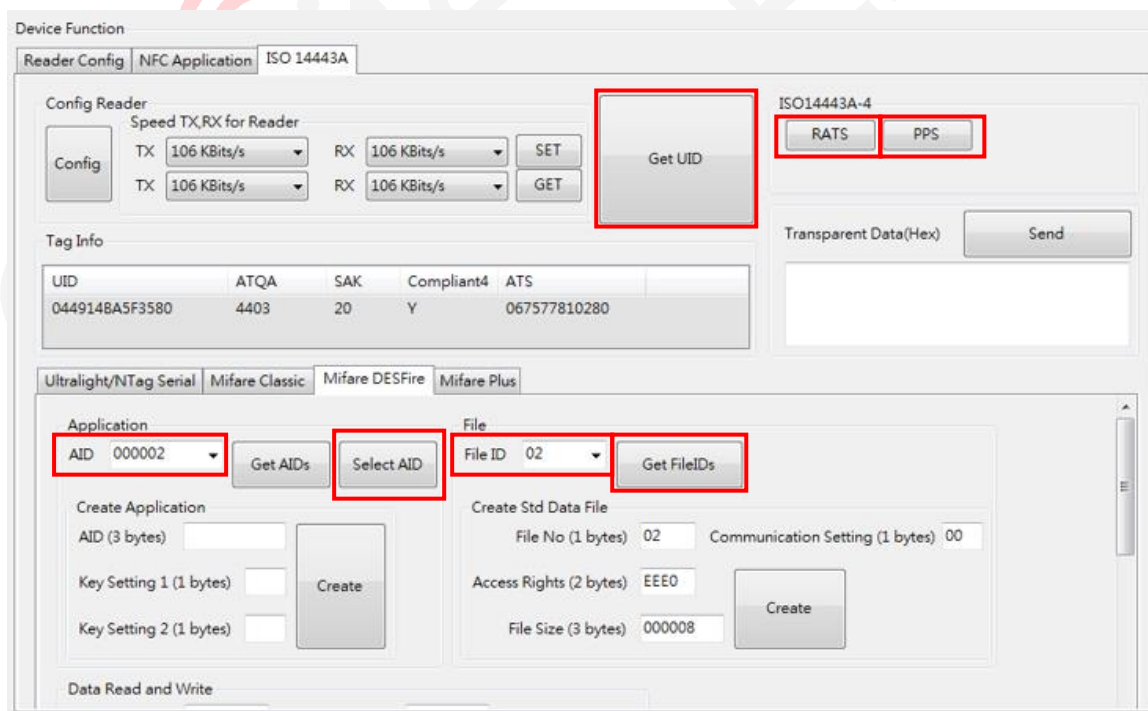 Device Function
Reader Config NFC Application ISO 14443A
Config Reader
Speed TX,RX for Reader
Config
TX 106 KBits/s RX 106 KBits/s SET
TX 106 KBits/s RX 106 KBits/s GET
Get UID
ISO14443A-4
RATS PPS
Transparent Data(Hex) Send
Tag Info
UID ATQA SAK Compliant4 ATS
0449148A5F3580 4403 20 Y 067577810280
Ultralight/NTag Serial Mifare Classic Mifare DESFire Mifare Plus
Application
AID 000002 Get AIDs Select AID
File
File ID 02 Get FileIDs
Create Application
AID (3 bytes)
Key Setting 1 (1 bytes)
Key Setting 2 (1 bytes)
Create
Create Std Data File
File No (1 bytes) 02 Communication Setting (1 bytes) 00
Access Rights (2 bytes) EEE0
File Size (3 bytes) 000008
Create
Data Read and Write